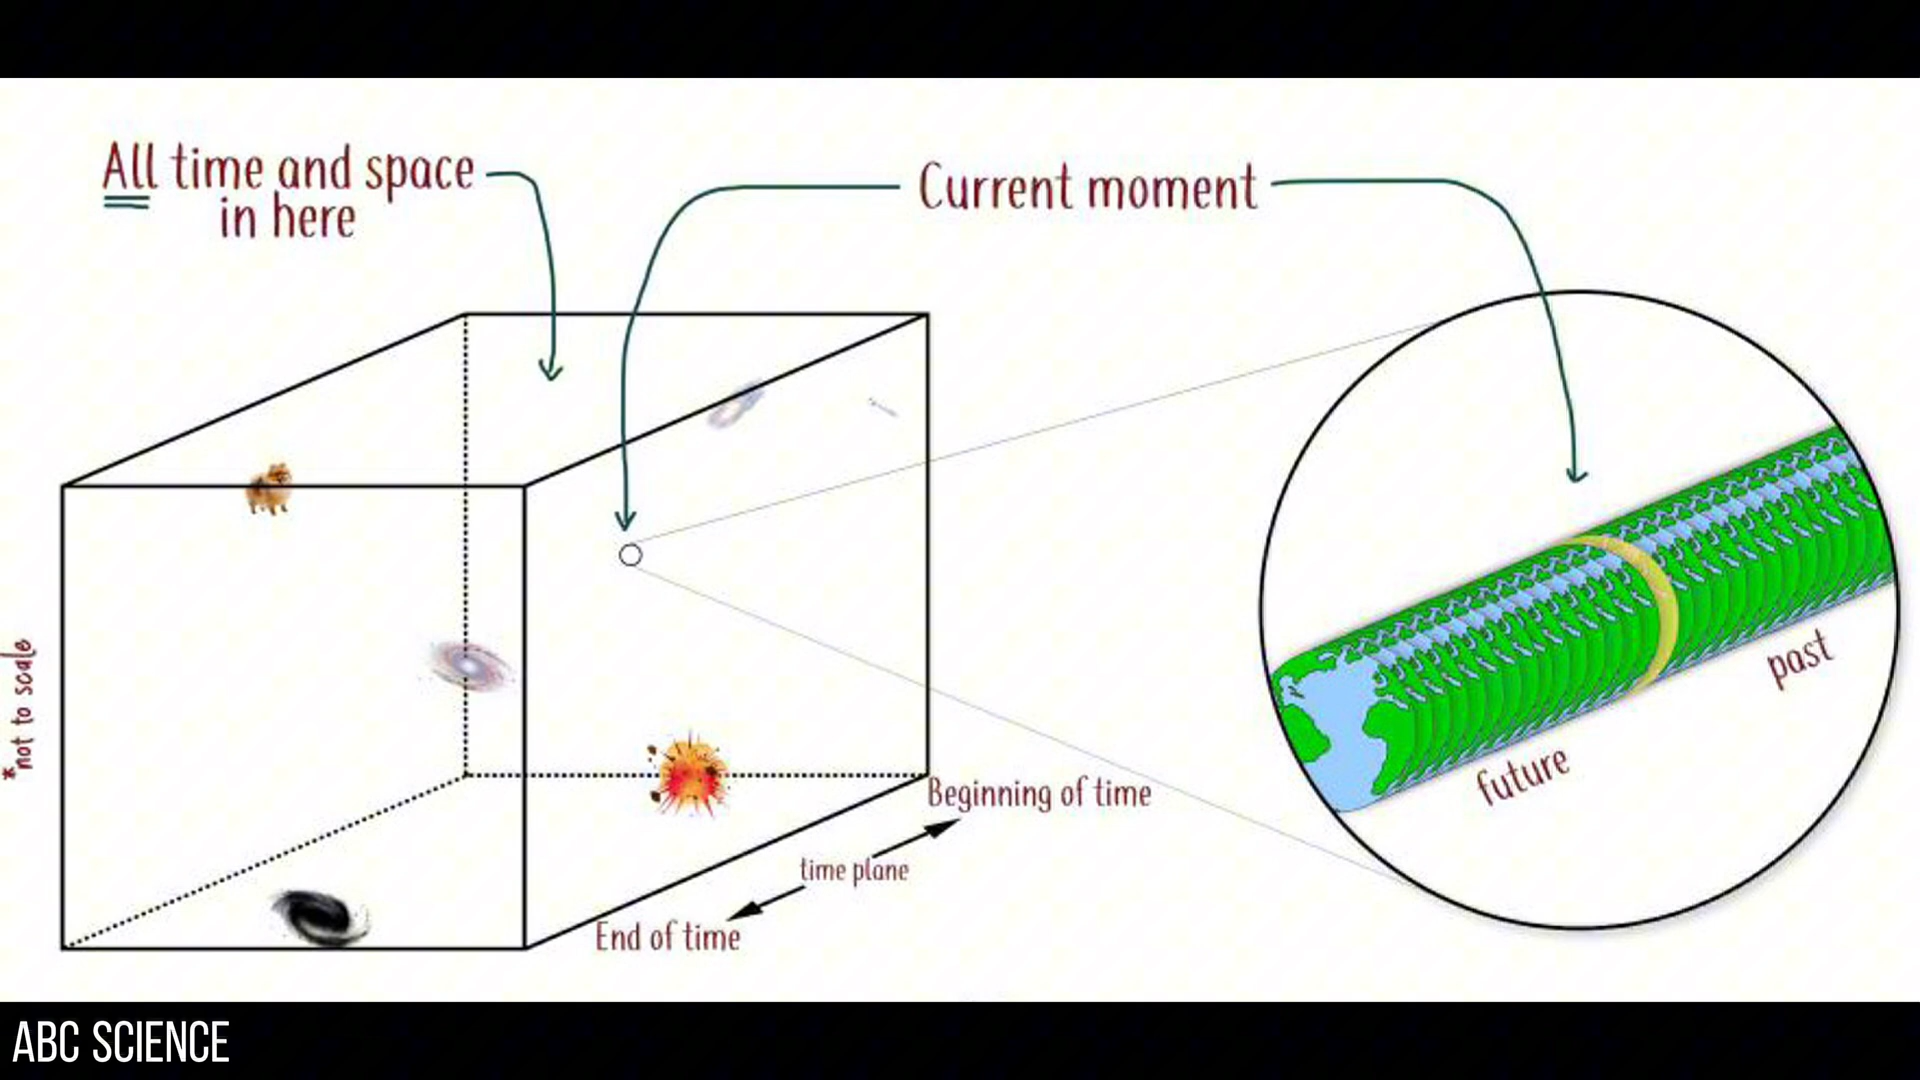 All time and space
in here
Current moment
*not to scale
Beginning of time
time plane
End of time
past
future
ABC SCIENCE